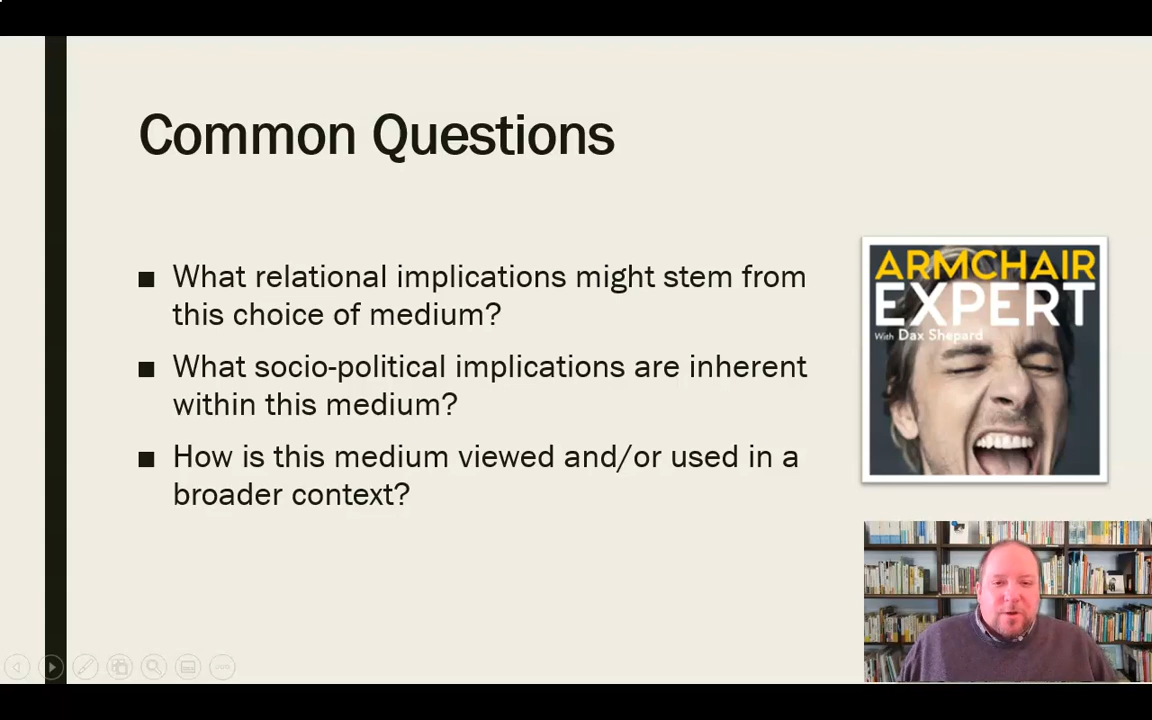 Common Questions
■ What relational implications might stem from
this choice of medium?
■ What socio-political implications are inherent
within this medium?
■ How is this medium viewed and/or used in a
broader context?
ARMCHAIR
EXPERT
With Dax Shepard